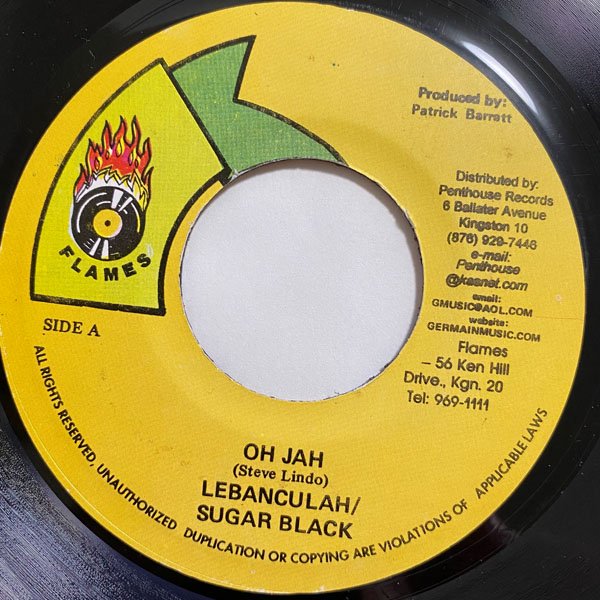 Produced by:
Patrick Barrett
Distributed by:
Penthouse Records
6 Ballater Avenue
Kingston 10
(876) 929-7446
e-mail:
Penthouse
@kasnet.com
email:
GMUSIC@AOL.COM
website:
GERMAINMUSIC.COM
Flames
– 56 Ken Hill
Drive., Kgn. 20
Tel: 969-1111
FLAMES
SIDE A
OH JAH
(Steve Lindo)
LEBANCULAH/
SUGAR BLACK
ALL RIGHTS RESERVED, UNAUTHORIZED DUPLICATION OR COPYING ARE VIOLATIONS OF APPLICABLE LAWS